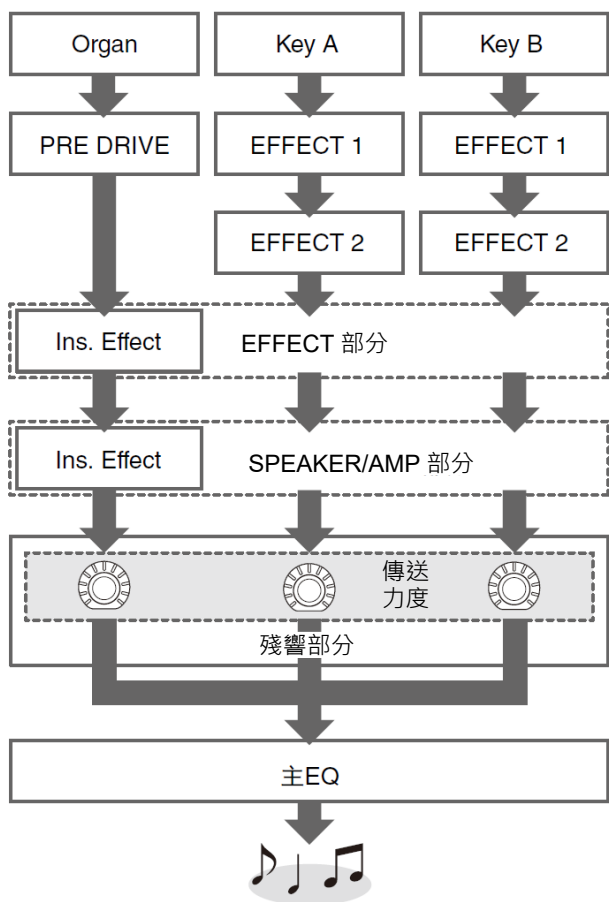 Organ
Key A
Key B
PRE DRIVE
EFFECT 1
EFFECT 1
EFFECT 2
EFFECT 2
Ins. Effect
EFFECT 部分
Ins. Effect
SPEAKER/AMP 部分
傳送
力度
殘響部分
主EQ